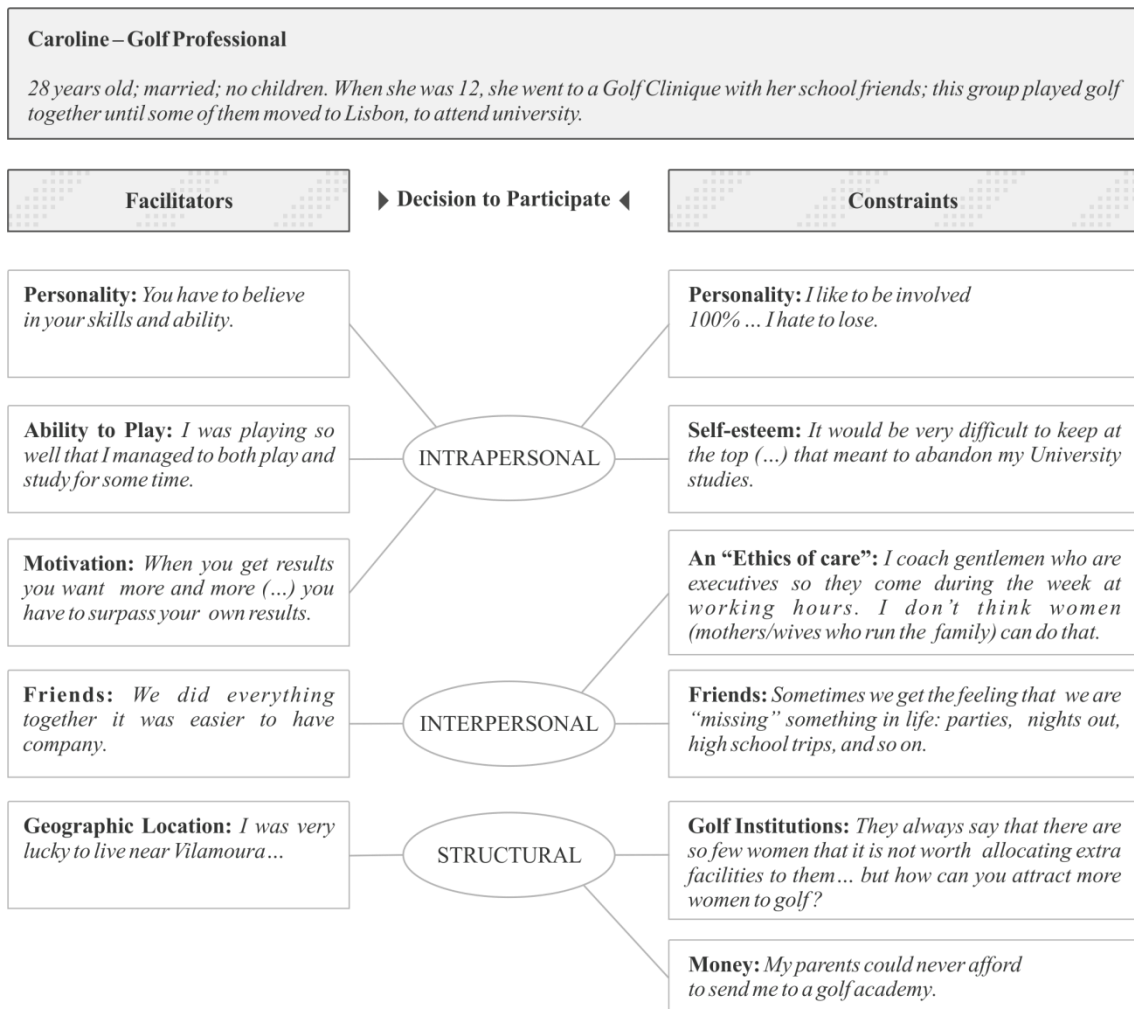 Caroline – Golf Professional
28 years old; married; no children. When she was 12, she went to a Golf Clinique with her school friends; this group played golf
together until some of them moved to Lisbon, to attend university.
Facilitators
Decision to Participate
Constraints
Personality: You have to believe
in your skills and ability.
Personality: I like to be involved
100% ... I hate to lose.
Ability to Play: I was playing so
well that I managed to both play and
study for some time.
INTRAPERSONAL
Self-esteem: It would be very difficult to keep at
the top (...) that meant to abandon my University
studies.
Motivation: When you get results
you want more and more (...) you
have to surpass your own results.
An “Ethics of care”: I coach gentlemen who are
executives so they come during the week at
working hours. I don’t think women
(mothers/wives who run the family) can do that.
Friends: We did everything
together it was easier to have
company.
INTERPERSONAL
Friends: Sometimes we get the feeling that we are
“missing” something in life: parties, nights out,
high school trips, and so on.
Geographic Location: I was very
lucky to live near Vilamoura...
STRUCTURAL
Golf Institutions: They always say that there are
so few women that it is not worth allocating extra
facilities to them... but how can you attract more
women to golf?
Money: My parents could never afford
to send me to a golf academy.